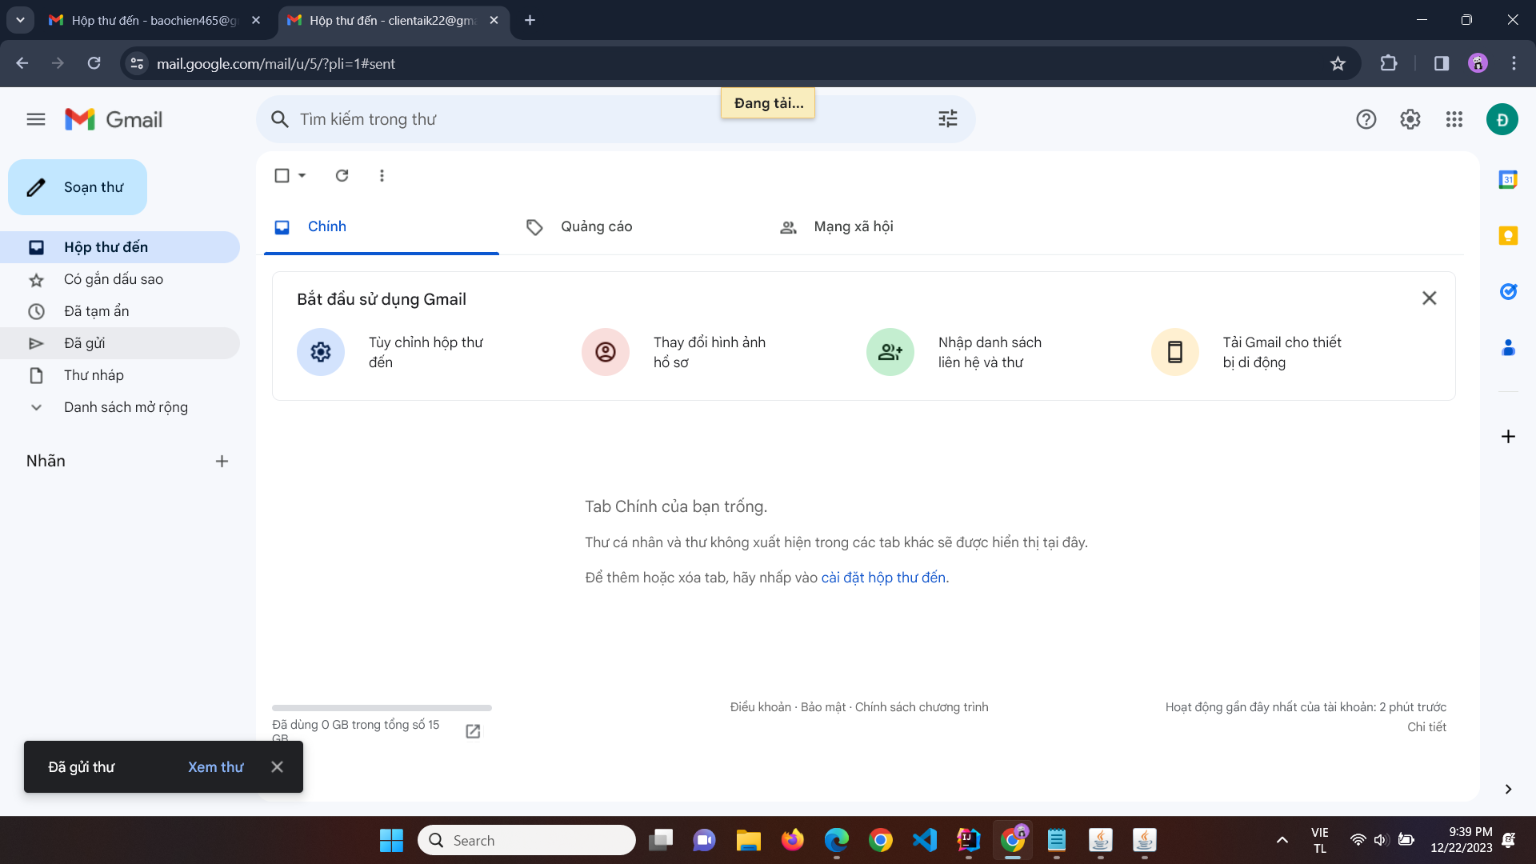 Hộp thư đến - baochien465@g
Hộp thư đến - clientaik22@gma
mail.google.com/mail/u/5/?pli=1#sent
Đang tải...
Gmail
Tìm kiếm trong thư
Đ
Soạn thư
Hộp thư đến
Có gắn dấu sao
Đã tạm ẩn
Đã gửi
Thư nháp
Danh sách mở rộng
Nhãn
Chính
Quảng cáo
Mạng xã hội
31
Bắt đầu sử dụng Gmail
Tùy chỉnh hộp thư
đến
Thay đổi hình ảnh
hồ sơ
Nhập danh sách
liên hệ và thư
Tải Gmail cho thiết
bị di động
Tab Chính của bạn trống.
Thư cá nhân và thư không xuất hiện trong các tab khác sẽ được hiển thị tại đây.
Để thêm hoặc xóa tab, hãy nhấp vào cài đặt hộp thư đến.
Đã dùng 0 GB trong tổng số 15
GB
Điều khoản · Bảo mật · Chính sách chương trình
Hoạt động gần đây nhất của tài khoản: 2 phút trước
Chi tiết
Đã gửi thư
Xem thư
Search
IJ
VIE
TL
9:39 PM
12/22/2023